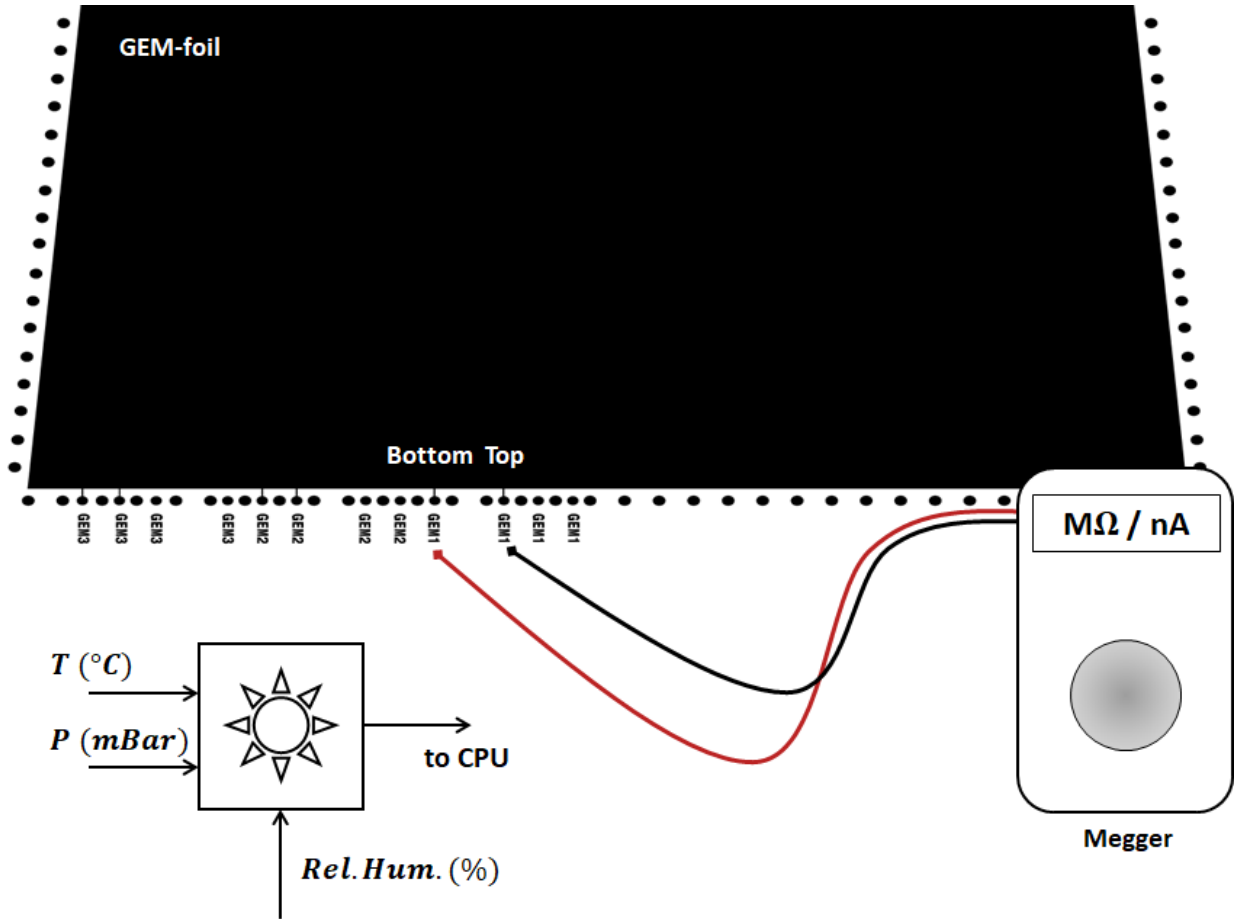 GEM-foil
Bottom Top
GEM3
GEM3
GEM3
GEM3
GEM2
GEM2
GEM2
GEM2
GEM1
GEM1
GEM1
GEM1
MΩ / nA
T (°C)
P (mBar)
to CPU
Rel.Hum.(%)
Megger